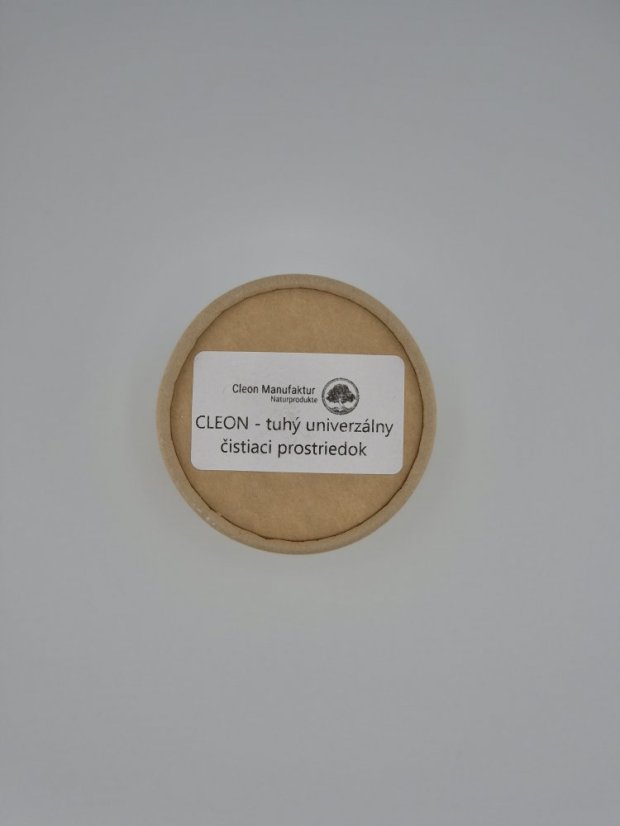 Cleon Manufaktur
Naturprodukte
CLEON - tuhý univerzálny
čistiaci prostriedok